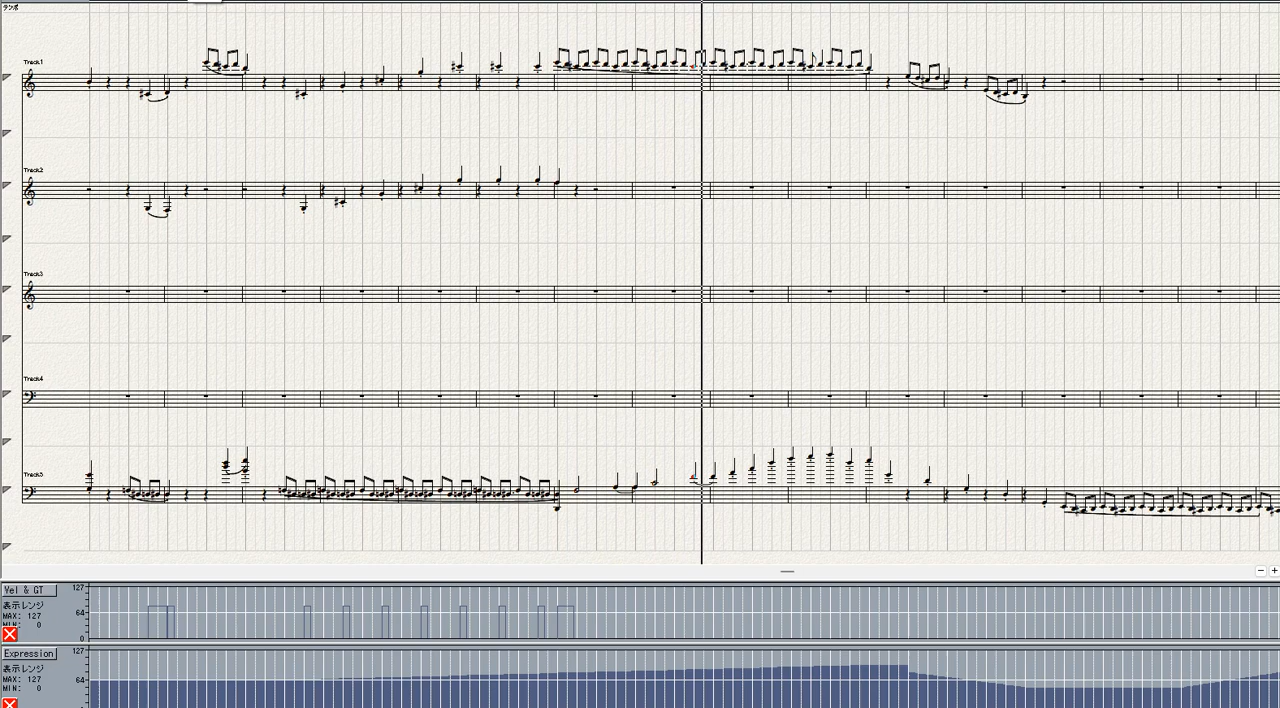 テンポ
Track1
Track2
Track3
Track4
Track5
Vel & GT
127
表示レンジ
MAX: 127
64
MIN: 0
0
Expression
127
表示レンジ
MAX: 127
64
MIN: 0